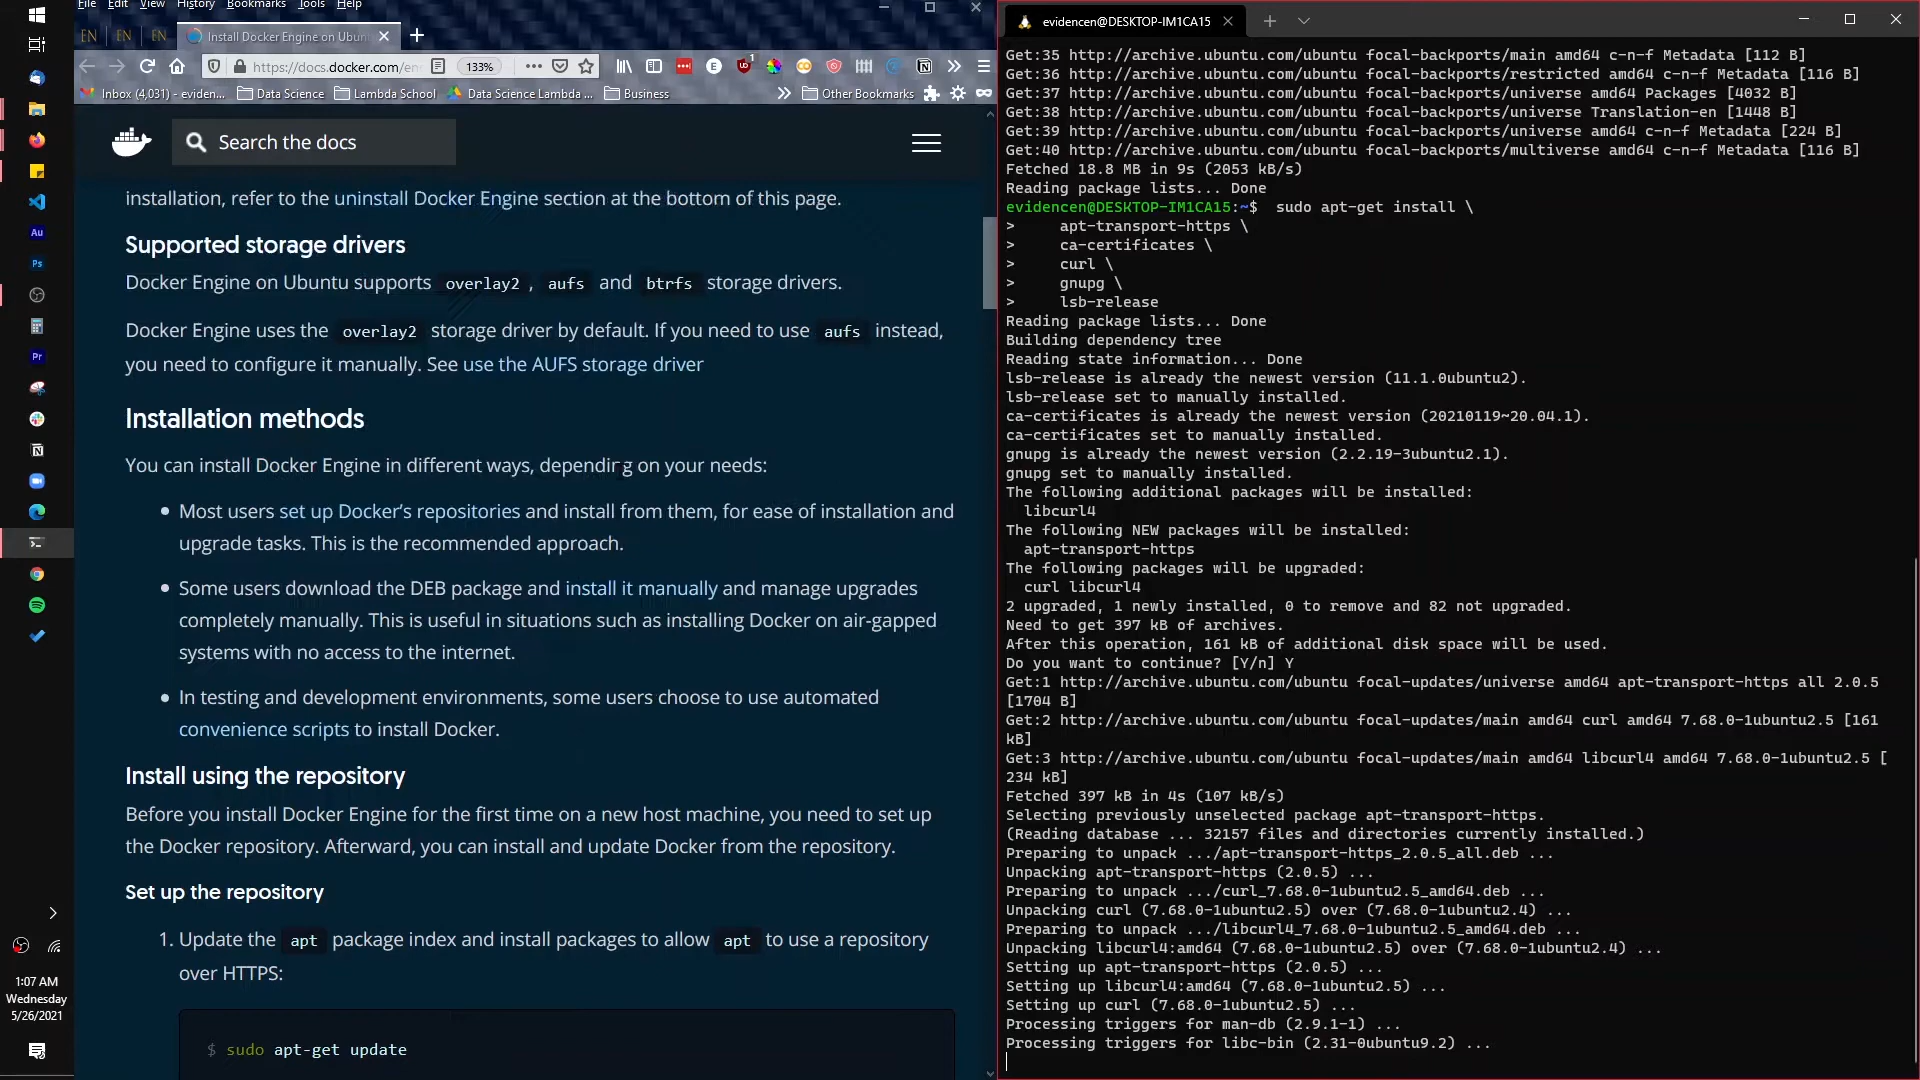 File Edit View History Bookmarks Tools Help
EN EN EN Install Docker Engine on Ubun
https://docs.docker.com/en 133%
Inbox (4,031) - eviden... Data Science Lambda School Data Science Lambda ... Business Other Bookmarks
Search the docs
installation, refer to the uninstall Docker Engine section at the bottom of this page.
Supported storage drivers
Docker Engine on Ubuntu supports overlay2 , aufs and btrfs storage drivers.
Docker Engine uses the overlay2 storage driver by default. If you need to use aufs instead,
you need to configure it manually. See use the AUFS storage driver
Installation methods
You can install Docker Engine in different ways, depending on your needs:
Most users set up Docker's repositories and install from them, for ease of installation and
upgrade tasks. This is the recommended approach.
Some users download the DEB package and install it manually and manage upgrades
completely manually. This is useful in situations such as installing Docker on air-gapped
systems with no access to the internet.
In testing and development environments, some users choose to use automated
convenience scripts to install Docker.
Install using the repository
Before you install Docker Engine for the first time on a new host machine, you need to set up
the Docker repository. Afterward, you can install and update Docker from the repository.
Set up the repository
1. Update the apt package index and install packages to allow apt to use a repository
over HTTPS:
$ sudo apt-get update
Au
Ps
Pr
1:07 AM
Wednesday
5/26/2021
evidencen@DESKTOP-IM1CA15
Get:35 http://archive.ubuntu.com/ubuntu focal-backports/main amd64 c-n-f Metadata [112 B]
Get:36 http://archive.ubuntu.com/ubuntu focal-backports/restricted amd64 c-n-f Metadata [116 B]
Get:37 http://archive.ubuntu.com/ubuntu focal-backports/universe amd64 Packages [4032 B]
Get:38 http://archive.ubuntu.com/ubuntu focal-backports/universe Translation-en [1448 B]
Get:39 http://archive.ubuntu.com/ubuntu focal-backports/universe amd64 c-n-f Metadata [224 B]
Get:40 http://archive.ubuntu.com/ubuntu focal-backports/multiverse amd64 c-n-f Metadata [116 B]
Fetched 18.8 MB in 9s (2053 kB/s)
Reading package lists... Done
evidencen@DESKTOP-IM1CA15:~$ sudo apt-get install \
> apt-transport-https \
> ca-certificates \
> curl \
> gnupg \
> lsb-release
Reading package lists... Done
Building dependency tree
Reading state information... Done
lsb-release is already the newest version (11.1.0ubuntu2).
lsb-release set to manually installed.
ca-certificates is already the newest version (20210119~20.04.1).
ca-certificates set to manually installed.
gnupg is already the newest version (2.2.19-3ubuntu2.1).
gnupg set to manually installed.
The following additional packages will be installed:
libcurl4
The following NEW packages will be installed:
apt-transport-https
The following packages will be upgraded:
curl libcurl4
2 upgraded, 1 newly installed, 0 to remove and 82 not upgraded.
Need to get 397 kB of archives.
After this operation, 161 kB of additional disk space will be used.
Do you want to continue? [Y/n] Y
Get:1 http://archive.ubuntu.com/ubuntu focal-updates/universe amd64 apt-transport-https all 2.0.5
[1704 B]
Get:2 http://archive.ubuntu.com/ubuntu focal-updates/main amd64 curl amd64 7.68.0-1ubuntu2.5 [161
kB]
Get:3 http://archive.ubuntu.com/ubuntu focal-updates/main amd64 libcurl4 amd64 7.68.0-1ubuntu2.5 [
234 kB]
Fetched 397 kB in 4s (107 kB/s)
Selecting previously unselected package apt-transport-https.
(Reading database ... 32157 files and directories currently installed.)
Preparing to unpack .../apt-transport-https_2.0.5_all.deb ...
Unpacking apt-transport-https (2.0.5) ...
Preparing to unpack .../curl_7.68.0-1ubuntu2.5_amd64.deb ...
Unpacking curl (7.68.0-1ubuntu2.5) over (7.68.0-1ubuntu2.4) ...
Preparing to unpack .../libcurl4_7.68.0-1ubuntu2.5_amd64.deb ...
Unpacking libcurl4:amd64 (7.68.0-1ubuntu2.5) over (7.68.0-1ubuntu2.4) ...
Setting up apt-transport-https (2.0.5) ...
Setting up libcurl4:amd64 (7.68.0-1ubuntu2.5) ...
Setting up curl (7.68.0-1ubuntu2.5) ...
Processing triggers for man-db (2.9.1-1) ...
Processing triggers for libc-bin (2.31-0ubuntu9.2) ...